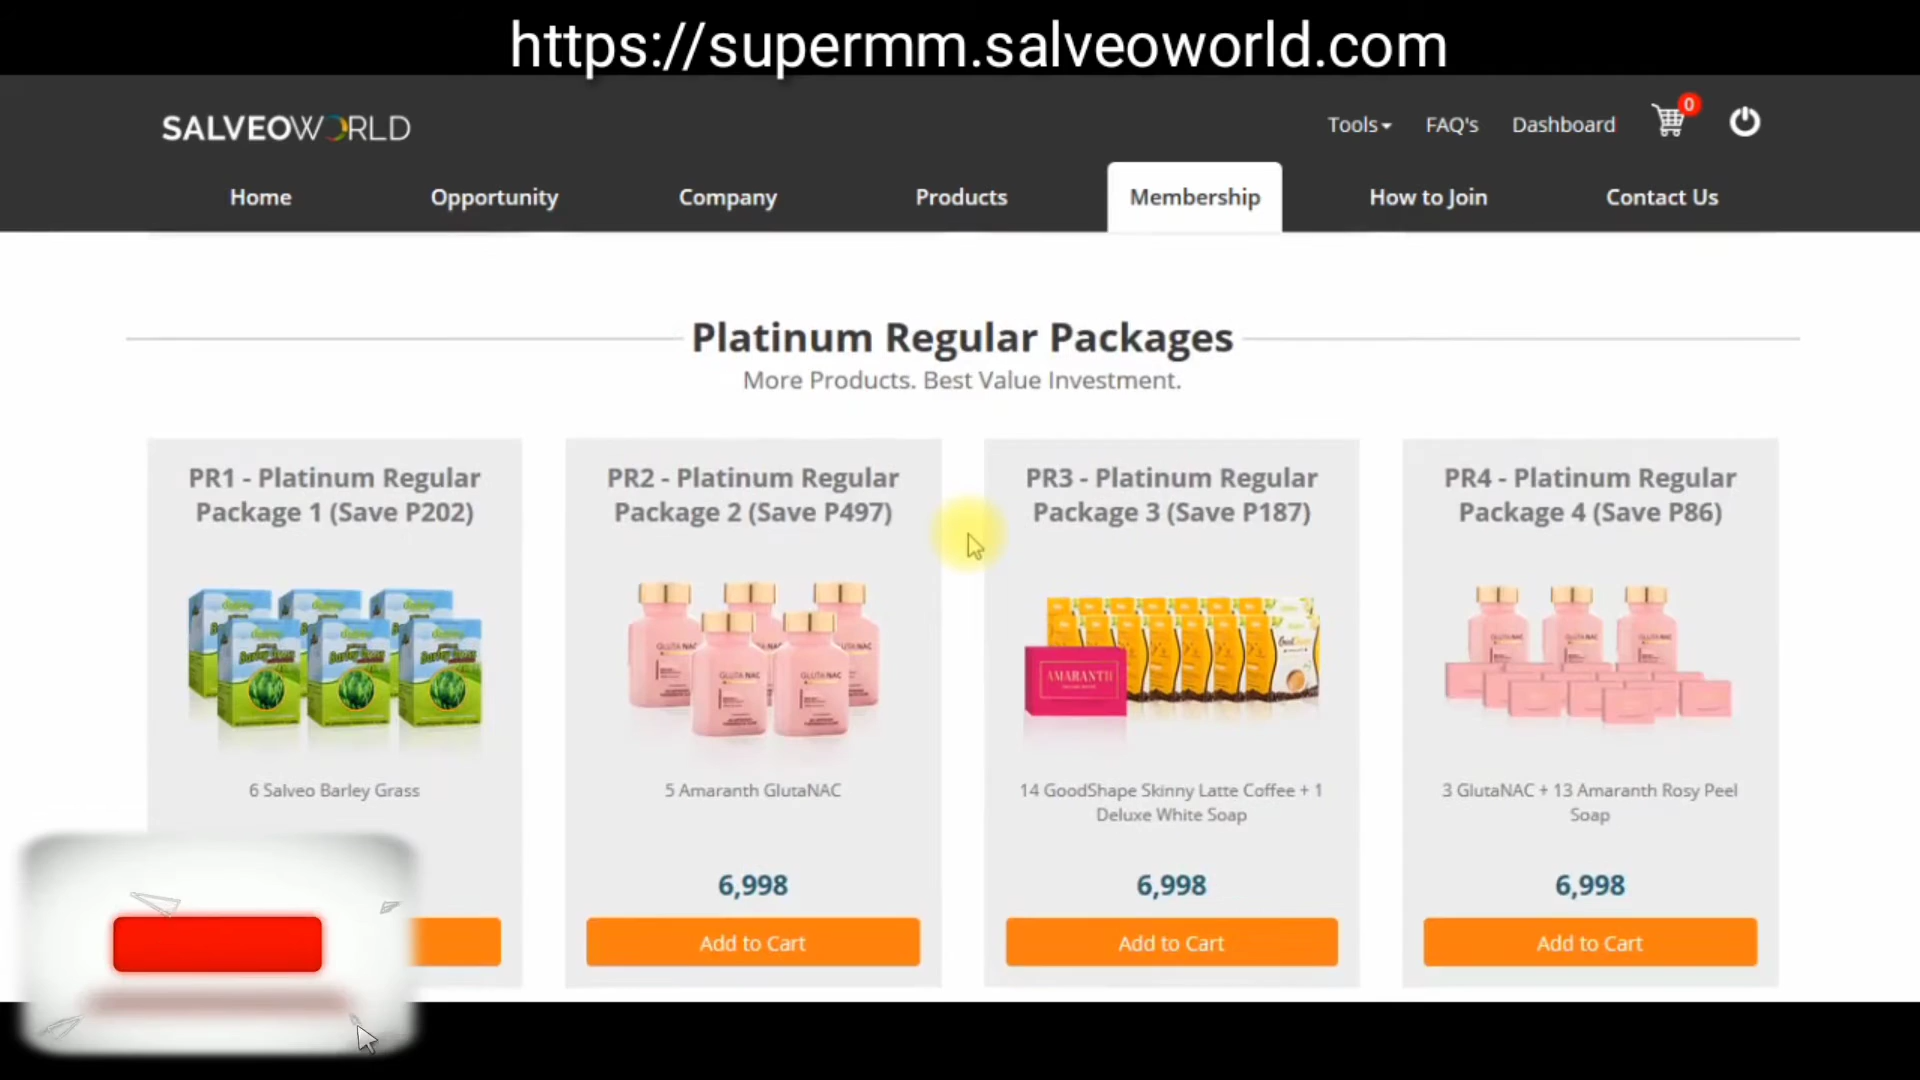 https://supermm.salveoworld.com
SALVEOWORLD
Tools
FAQ's
Dashboard
0
Home
Opportunity
Company
Products
Membership
How to Join
Contact Us
Platinum Regular Packages
More Products. Best Value Investment.
PR1 - Platinum Regular
Package 1 (Save P202)
6 Salveo Barley Grass
PR2 - Platinum Regular
Package 2 (Save P497)
GLUTA NAC
GLUTA NAC
5 Amaranth GlutaNAC
6,998
Add to Cart
PR3 - Platinum Regular
Package 3 (Save P187)
AMARANTH
14 GoodShape Skinny Latte Coffee + 1
Deluxe White Soap
6,998
Add to Cart
PR4 - Platinum Regular
Package 4 (Save P86)
3 GlutaNAC + 13 Amaranth Rosy Peel
Soap
6,998
Add to Cart